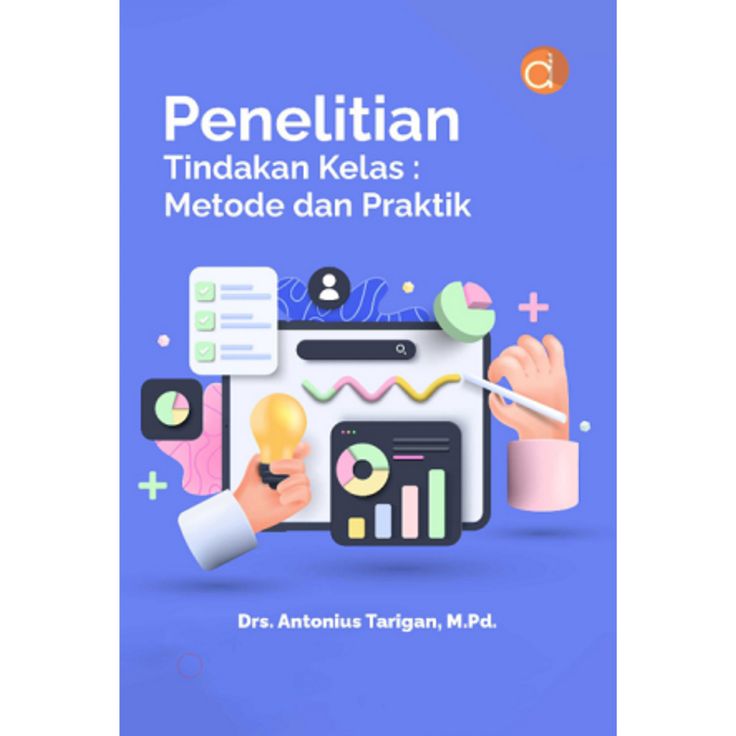 Penelitian
Tindakan Kelas :
Metode dan Praktik
Drs. Antonius Tarigan, M.Pd.